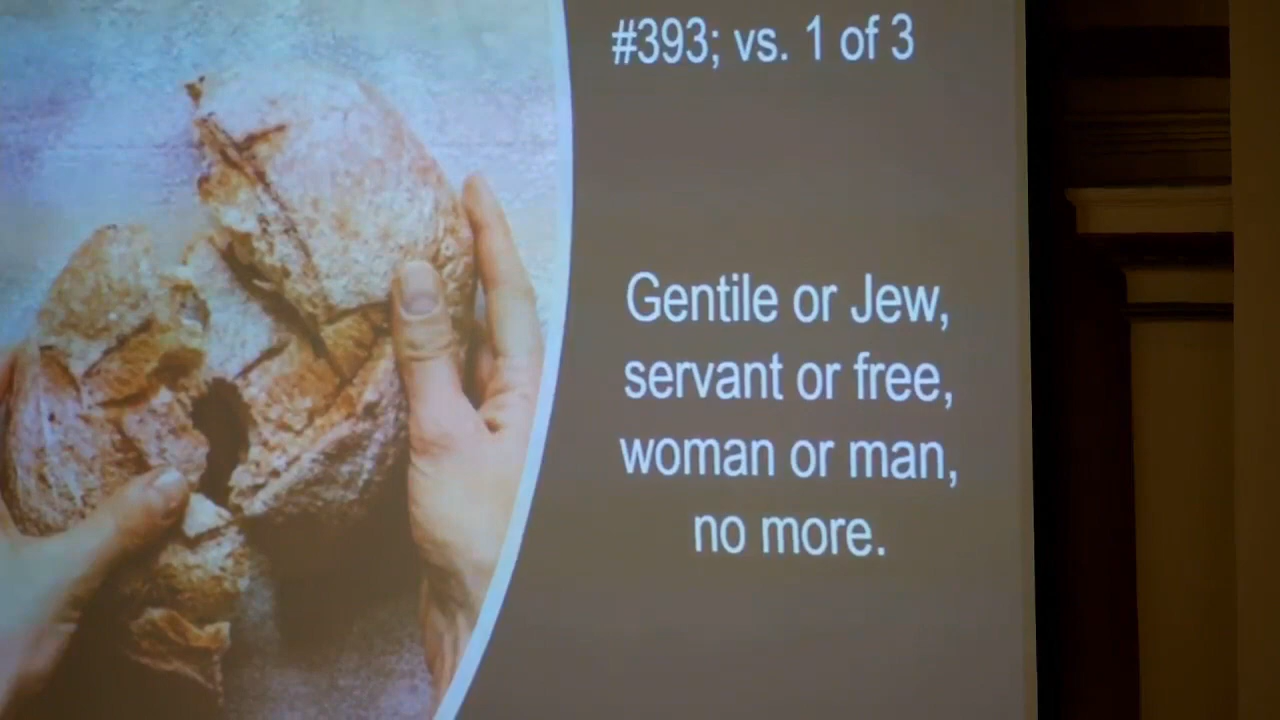 #393; vs. 1 of 3
Gentile or Jew,
servant or free,
woman or man,
no more.